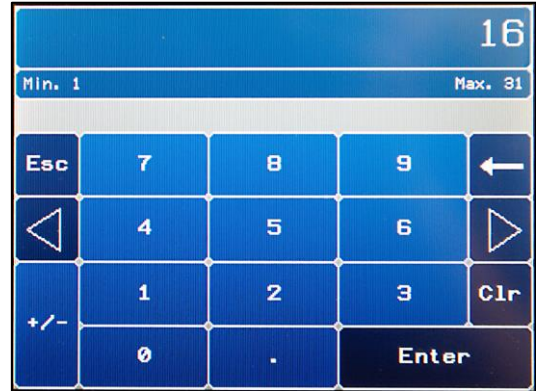 16
Min. 1 Max. 31
Esc 7 8 9
4 5 6
1 2 3 Clr
+/-
0 . Enter